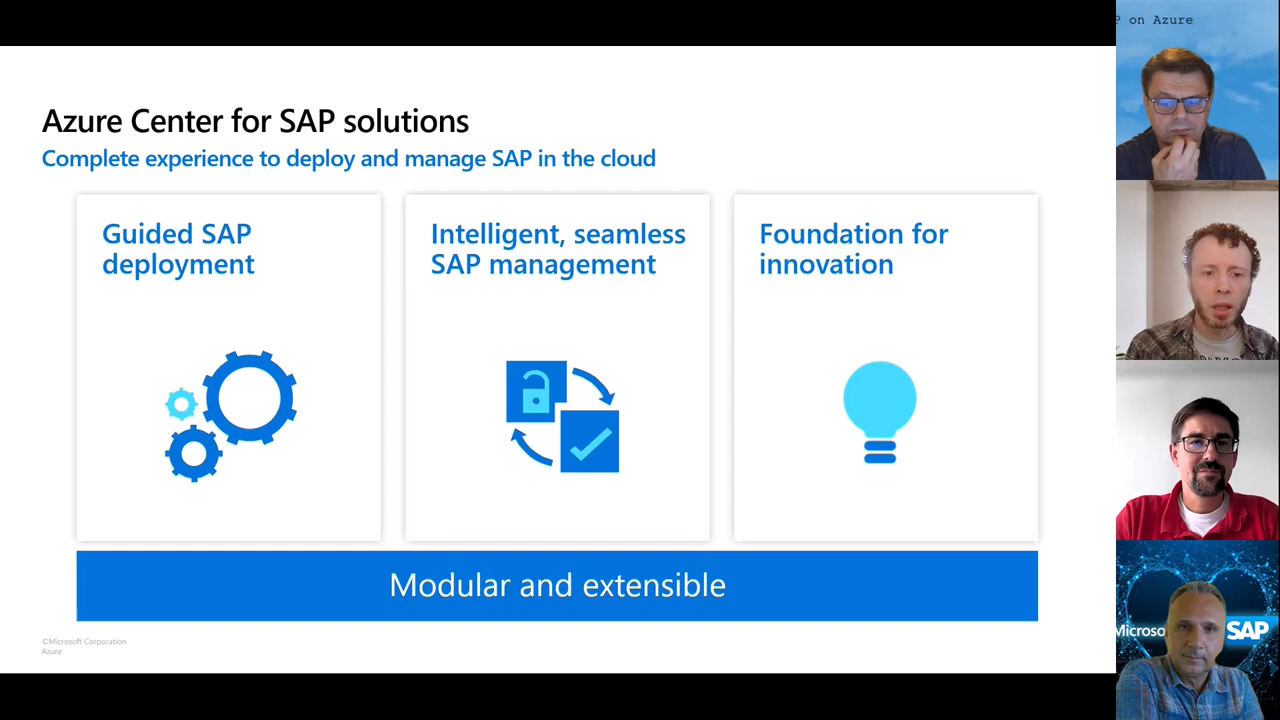 P on Azure
Azure Center for SAP solutions
Complete experience to deploy and manage SAP in the cloud
Guided SAP
deployment
Intelligent, seamless
SAP management
Foundation for
innovation
Modular and extensible
©Microsoft Corporation
Azure
Microso
SAP